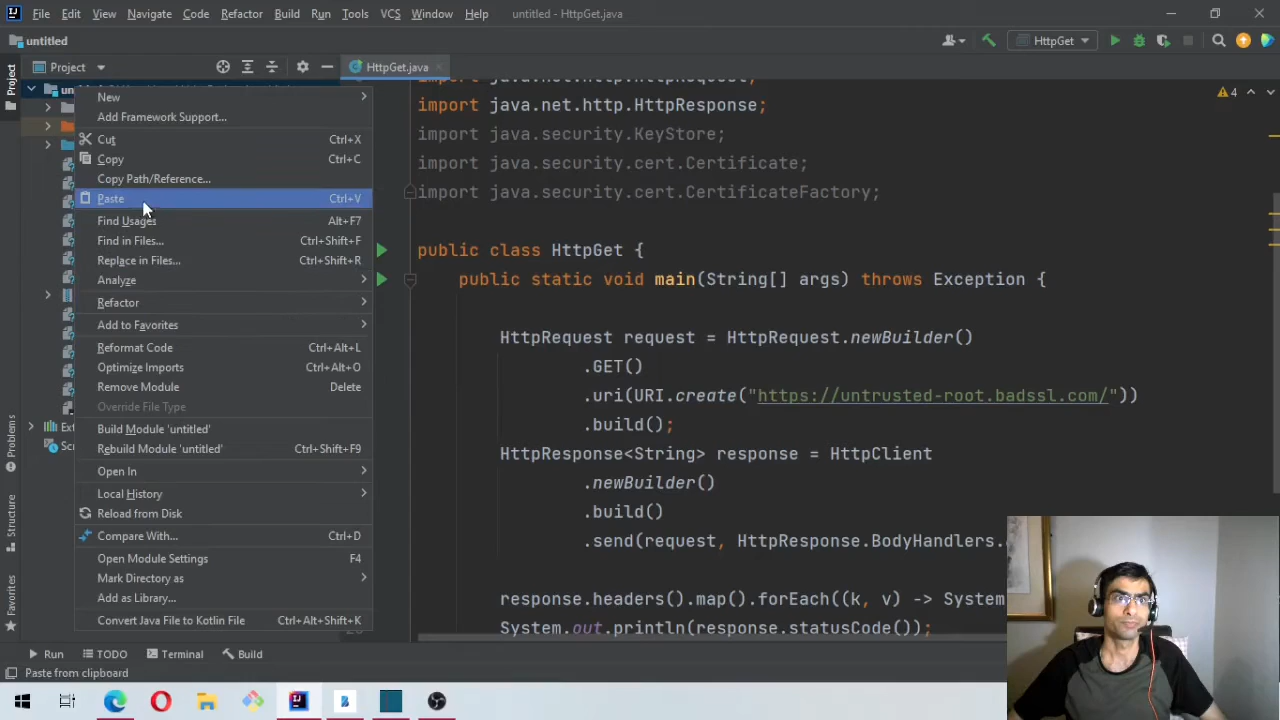 File Edit View Navigate Code Refactor Build Run Tools VCS Window Help untitled - HttpGet.java
untitled
HttpGet
Project
Project
HttpGet.java
import java.net.http.HttpRequest;
4
New
import java.net.http.HttpResponse;
Add Framework Support...
import java.security.KeyStore;
Cut Ctrl+X
Copy Ctrl+C
import java.security.cert.Certificate;
Copy Path/Reference...
Paste Ctrl+V
import java.security.cert.CertificateFactory;
Find Usages Alt+F7
Find in Files... Ctrl+Shift+F
public class HttpGet {
Replace in Files... Ctrl+Shift+R
Analyze
public static void main(String[] args) throws Exception {
Refactor
Add to Favorites
HttpRequest request = HttpRequest.newBuilder()
Reformat Code Ctrl+Alt+L
Optimize Imports Ctrl+Alt+O
.GET()
Remove Module Delete
.uri(URI.create("https://untrusted-root.badssl.com/"))
Override File Type
Build Module 'untitled'
.build();
Rebuild Module 'untitled' Ctrl+Shift+F9
HttpResponse<String> response = HttpClient
Open In
.newBuilder()
Local History
Reload from Disk
.build()
Compare With... Ctrl+D
.send(request, HttpResponse.BodyHandlers.
Open Module Settings F4
Mark Directory as
Add as Library...
response.headers().map().forEach((k, v) -> System
Convert Java File to Kotlin File Ctrl+Alt+Shift+K
System.out.println(response.statusCode());
Problems
Structure
Favorites
Run TODO Terminal Build
Paste from clipboard